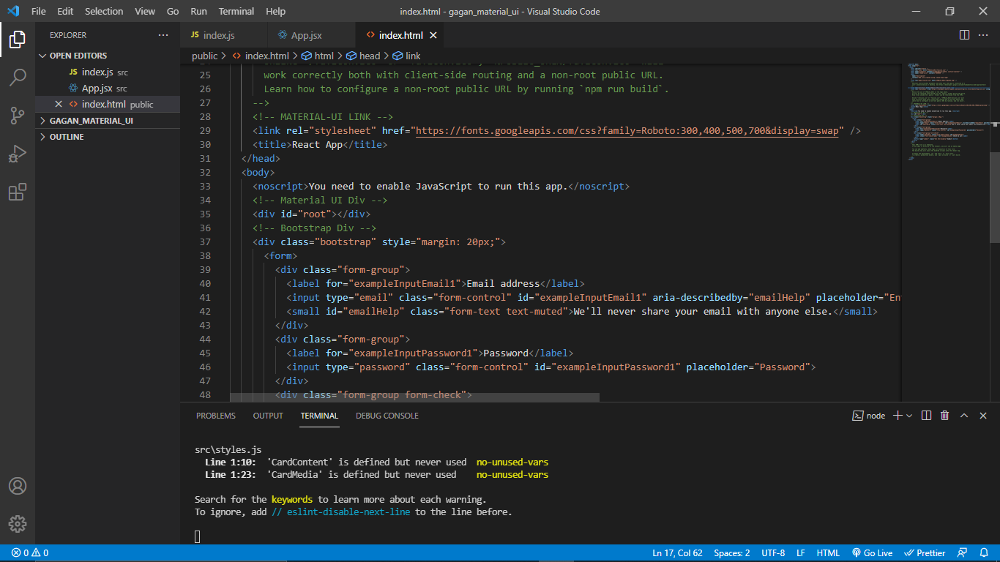 File Edit Selection View Go Run Terminal Help
index.html - gagan_material_ui - Visual Studio Code
EXPLORER
OPEN EDITORS
JS index.js src
App.jsx src
index.html public
GAGAN_MATERIAL_UI
OUTLINE
JS index.js App.jsx <> index.html
public > <> index.html > html > head > link
25 work correctly both with client-side routing and a non-root public URL.
26 Learn how to configure a non-root public URL by running `npm run build`.
27 -->
28 <!-- MATERIAL-UI LINK -->
29 <link rel="stylesheet" href="https://fonts.googleapis.com/css?family=Roboto:300,400,500,700&display=swap" />
30 <title>React App</title>
31 </head>
32 <body>
33 <noscript>You need to enable JavaScript to run this app.</noscript>
34 <!-- Material UI Div -->
35 <div id="root"></div>
36 <!-- Bootstrap Div -->
37 <div class="bootstrap" style="margin: 20px;">
38 <form>
39 <div class="form-group">
40 <label for="exampleInputEmail1">Email address</label>
41 <input type="email" class="form-control" id="exampleInputEmail1" aria-describedby="emailHelp" placeholder="En
42 <small id="emailHelp" class="form-text text-muted">We'll never share your email with anyone else.</small>
43 </div>
44 <div class="form-group">
45 <label for="exampleInputPassword1">Password</label>
46 <input type="password" class="form-control" id="exampleInputPassword1" placeholder="Password">
47 </div>
48 <div class="form-group form-check">
PROBLEMS OUTPUT TERMINAL DEBUG CONSOLE
node
src\styles.js
Line 1:10: 'CardContent' is defined but never used no-unused-vars
Line 1:23: 'CardMedia' is defined but never used no-unused-vars
Search for the keywords to learn more about each warning.
To ignore, add // eslint-disable-next-line to the line before.
0 0
Ln 17, Col 62 Spaces: 2 UTF-8 LF HTML Go Live Prettier